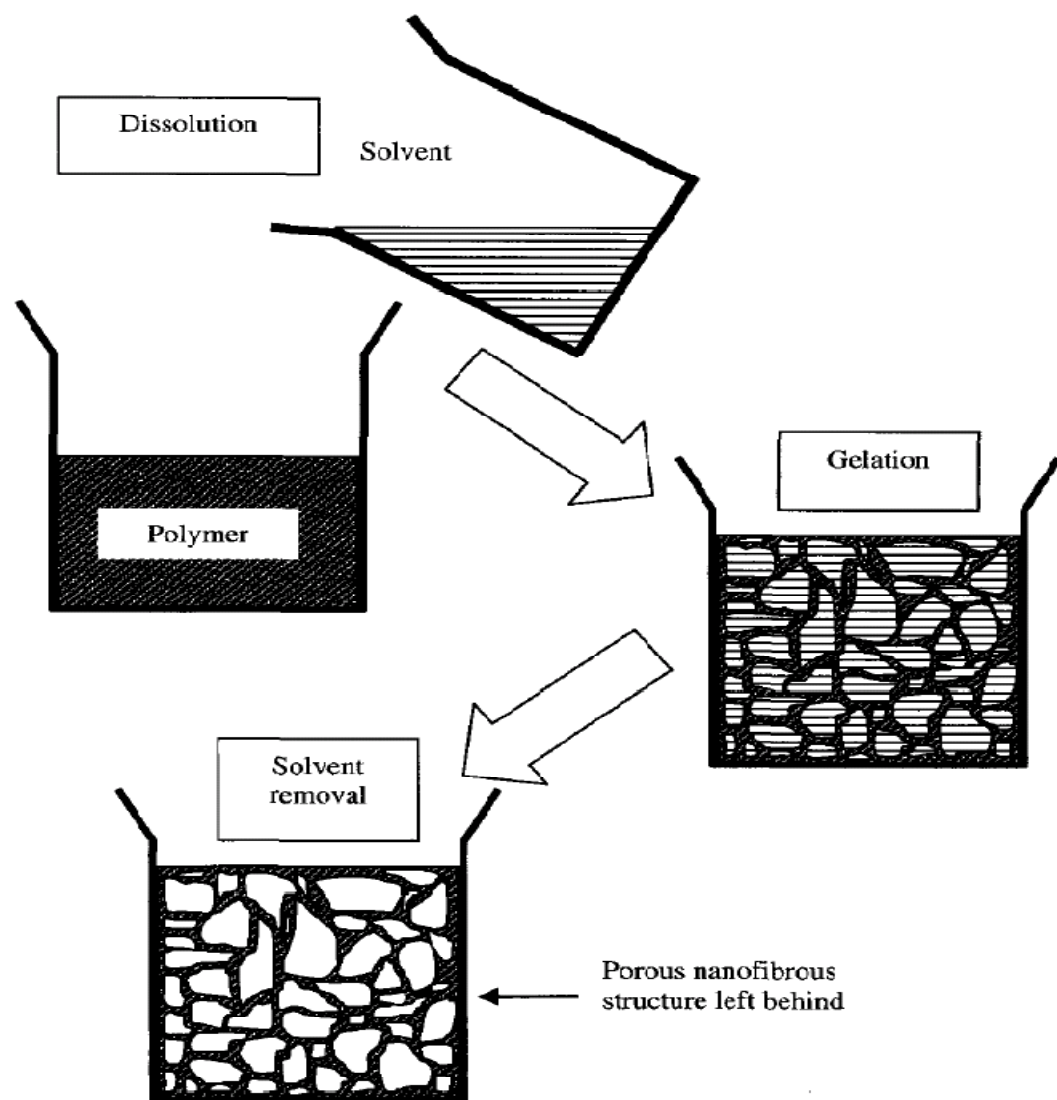 Dissolution
Solvent
Polymer
Gelation
Solvent
removal
Porous nanofibrous
structure left behind